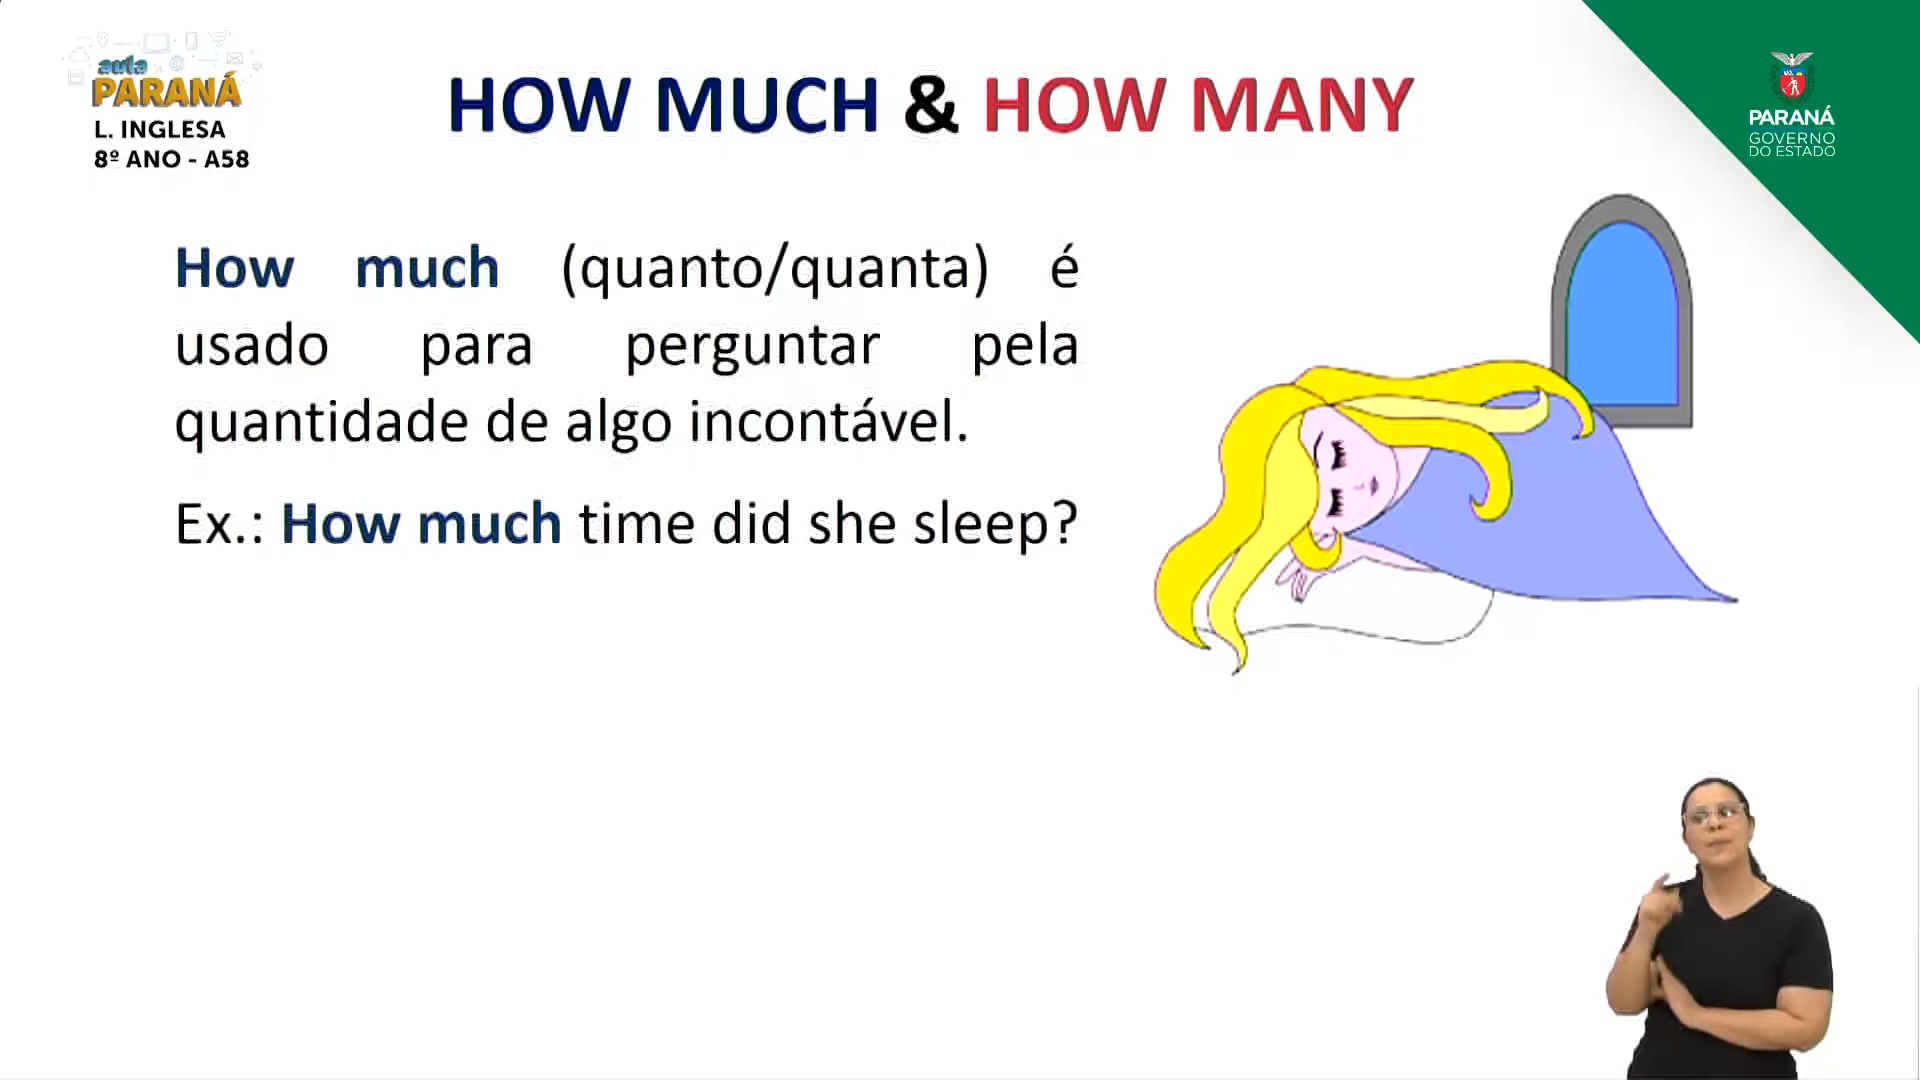 aula
PARANÁ
L. INGLESA
8º ANO - A58
HOW MUCH & HOW MANY
PARANÁ
GOVERNO
DO ESTADO
How much (quanto/quanta) é
usado para perguntar pela
quantidade de algo incontável.
Ex.: How much time did she sleep?